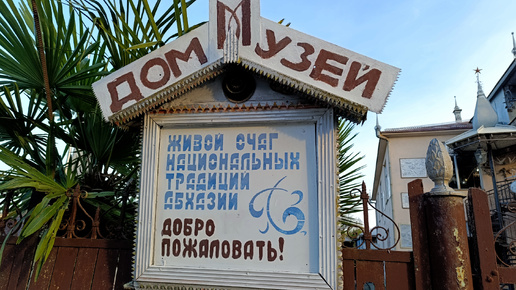 ДОМ МУЗЕЙ
ЖИВОЙ ОЧАГ
НАЦИОНАЛЬНЫХ
ТРАДИЦИЙ
АБХАЗИИ
ДОБРО
ПОЖАЛОВАТЬ!